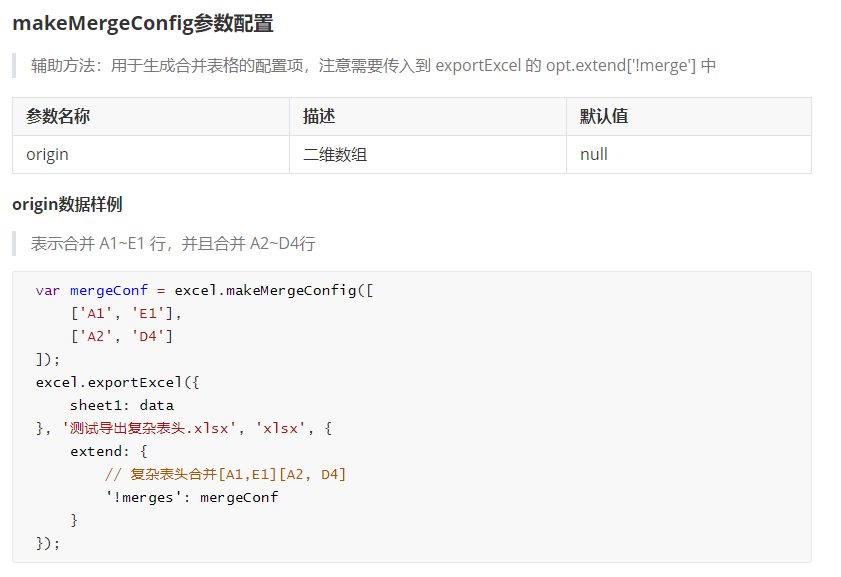 makeMergeConfig参数配置
辅助方法：用于生成合并表格的配置项，注意需要传入到 exportExcel 的 opt.extend['!merge'] 中
参数名称 描述 默认值
origin 二维数组 null
origin数据样例
表示合并 A1~E1 行，并且合并 A2~D4行
var mergeConf = excel.makeMergeConfig([
    ['A1', 'E1'],
    ['A2', 'D4']
]);
excel.exportExcel({
    sheet1: data
}, '测试导出复杂表头.xlsx', 'xlsx', {
    extend: {
        // 复杂表头合并[A1,E1][A2, D4]
        '!merges': mergeConf
    }
});